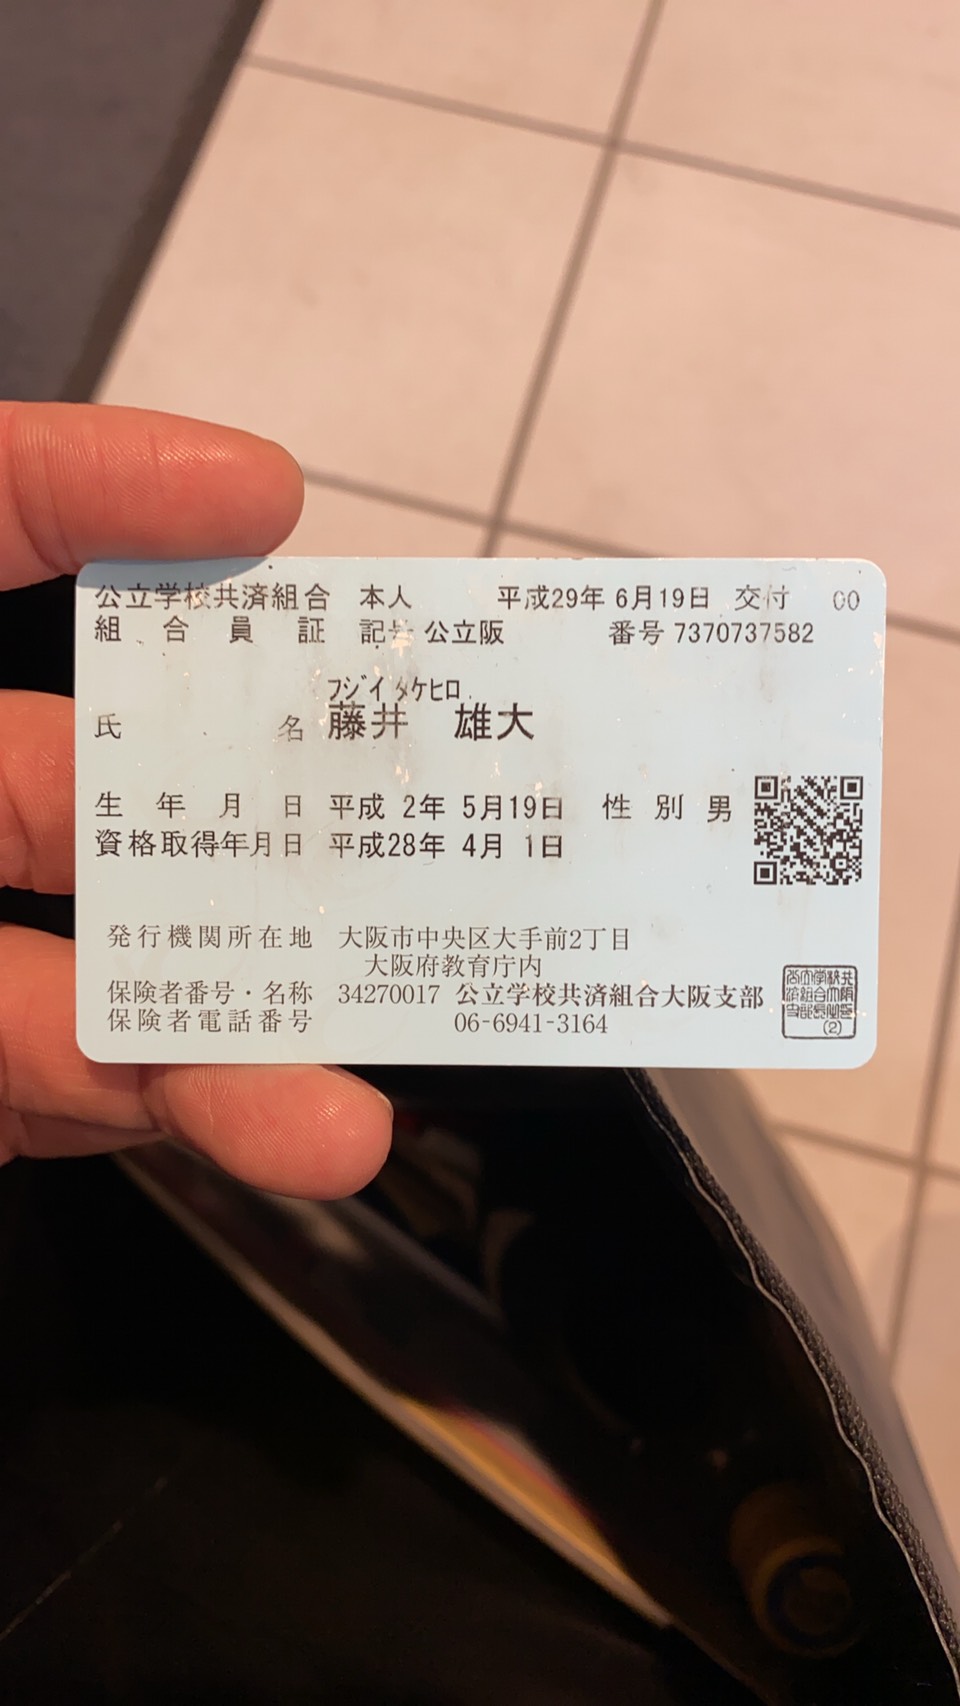 公立学校共済組合 本人 平成29年 6月19日 交付 00
組合員証 記号 公立阪 番号 7370737582
フジイ タケヒロ
氏名 藤井 雄大
生年月日 平成 2年 5月19日 性別 男
資格取得年月日 平成28年 4月 1日
発行機関所在地 大阪市中央区大手前2丁目
大阪府教育庁内
保険者番号・名称 34270017 公立学校共済組合大阪支部
保険者電話番号 06-6941-3164
(2)